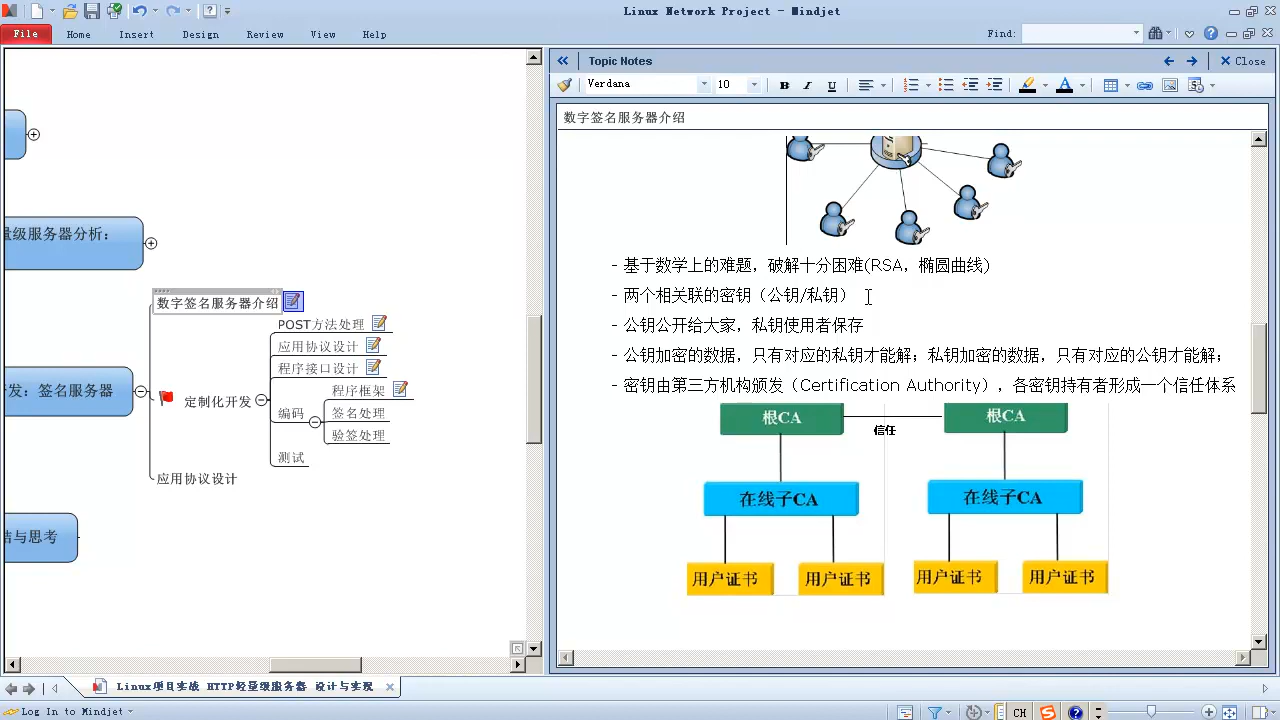 Linux Network Project - Mindjet
File Home Insert Design Review View Help Find:
Topic Notes Close
Verdana 10 B I U
数字签名服务器介绍
量级服务器分析：
数字签名服务器介绍
POST方法处理
应用协议设计
程序接口设计
发：签名服务器
定制化开发
程序框架
编码
签名处理
验签处理
测试
应用协议设计
结与思考
- 基于数学上的难题，破解十分困难(RSA，椭圆曲线)
- 两个相关联的密钥（公钥/私钥）
- 公钥公开给大家，私钥使用者保存
- 公钥加密的数据，只有对应的私钥才能解；私钥加密的数据，只有对应的公钥才能解；
- 密钥由第三方机构颁发（Certification Authority），各密钥持有者形成一个信任体系
根CA 信任 根CA
在线子CA 在线子CA
用户证书 用户证书 用户证书 用户证书
Linux项目实战 HTTP轻量级服务器 设计与实现
Log In to Mindjet CH